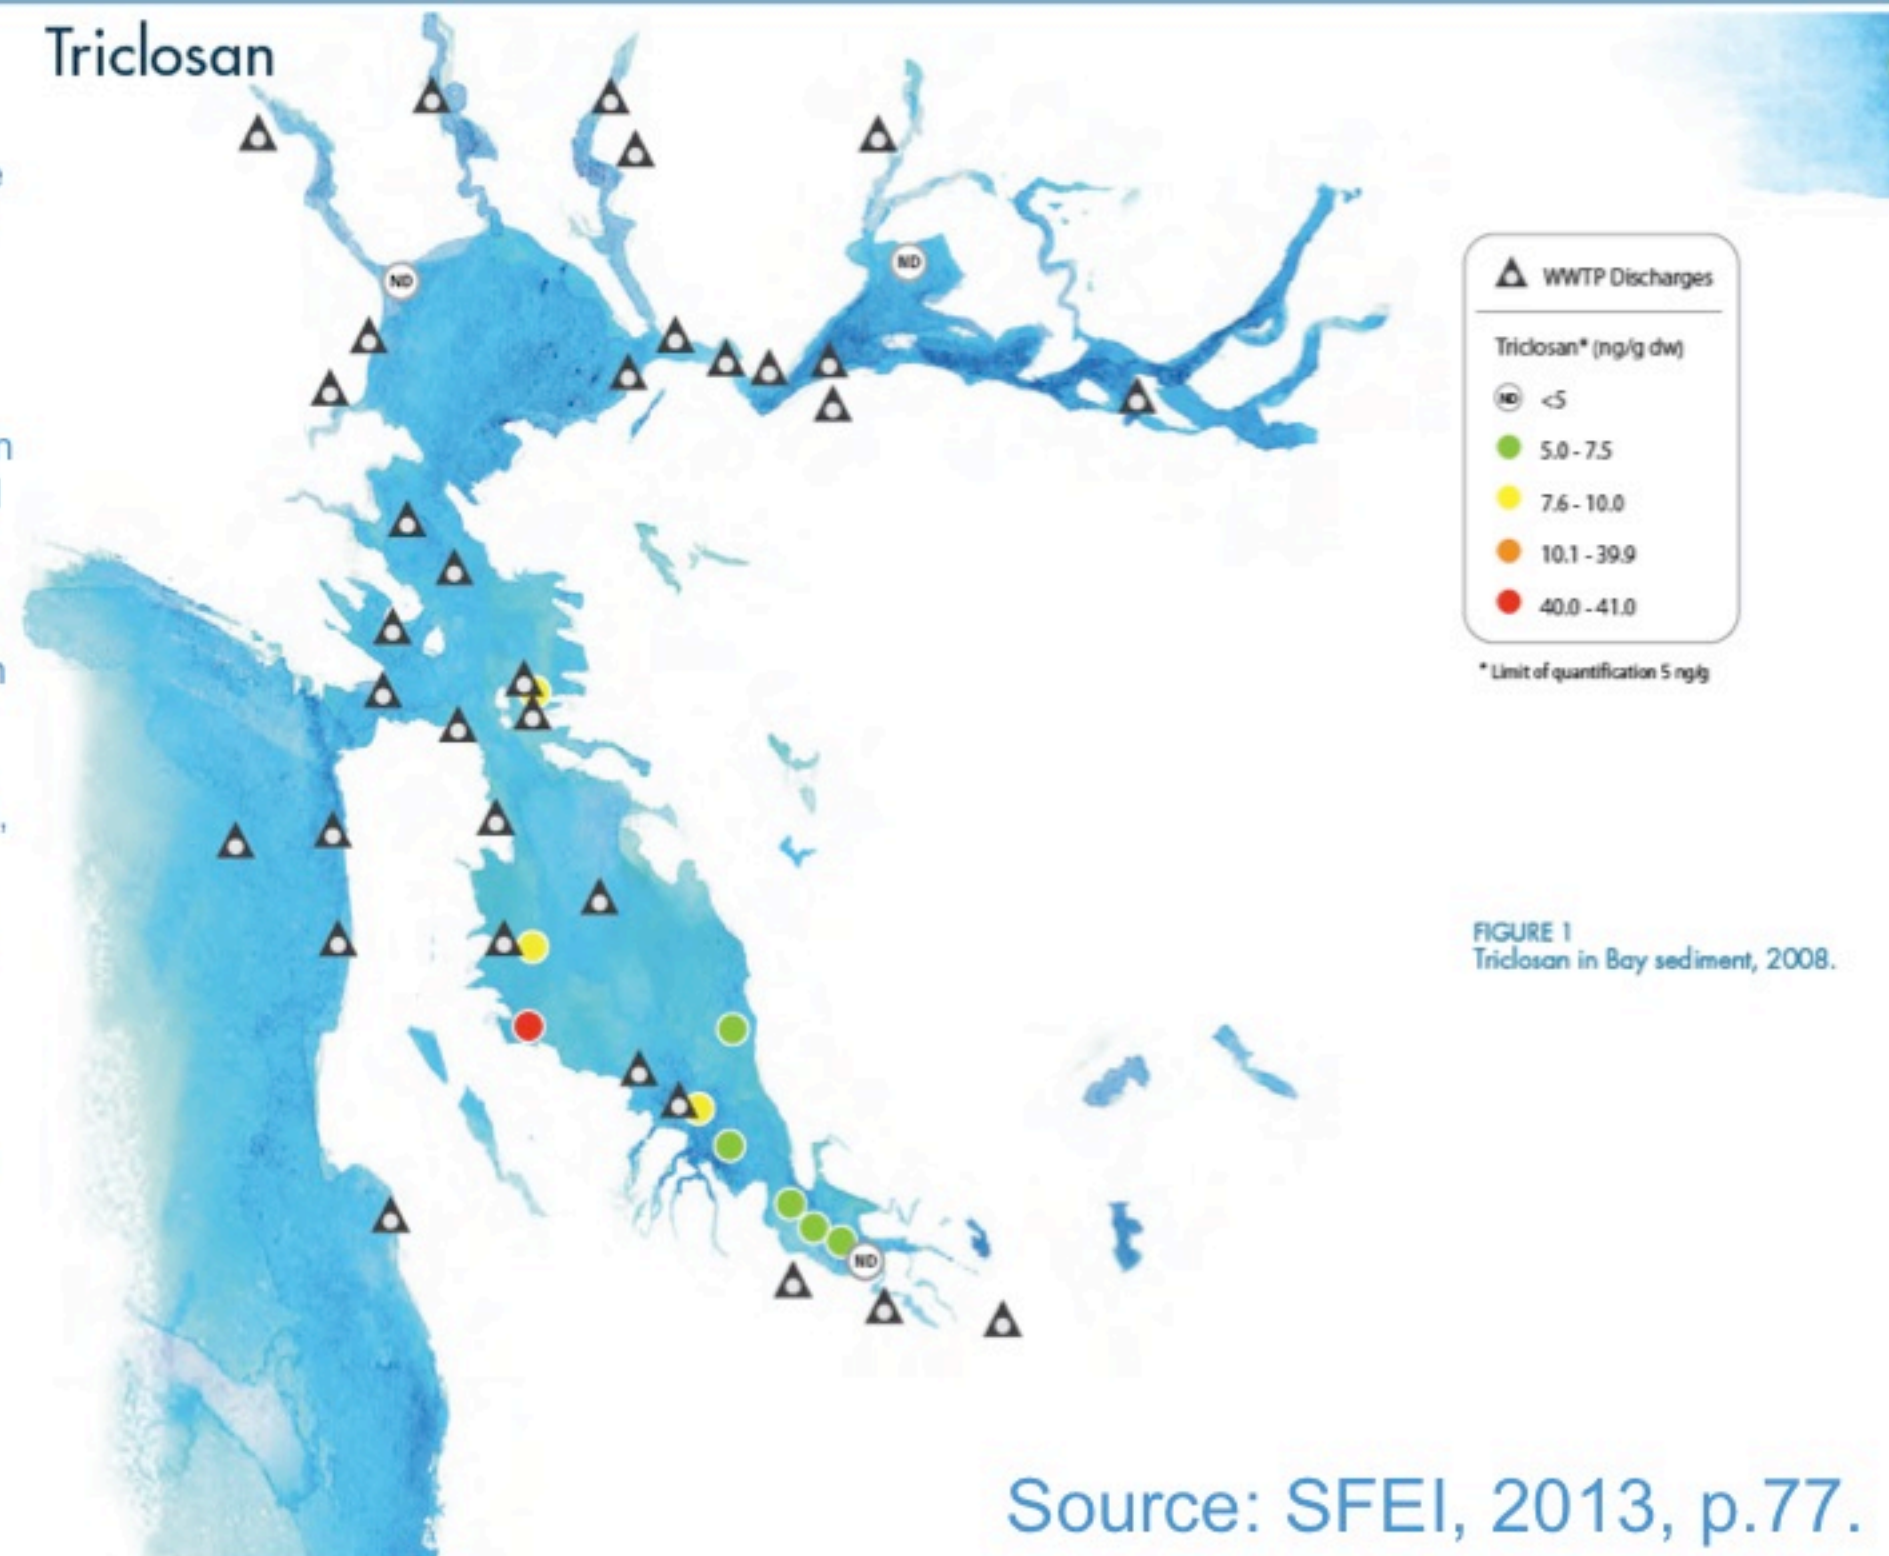 Triclosan
ND
ND
ND
WWTP Discharges
Triclosan* (ng/g dw)
ND <5
5.0 - 7.5
7.6 - 10.0
10.1 - 39.9
40.0 - 41.0
* Limit of quantification 5 ng/g
FIGURE 1
Triclosan in Bay sediment, 2008.
Source: SFEI, 2013, p.77.